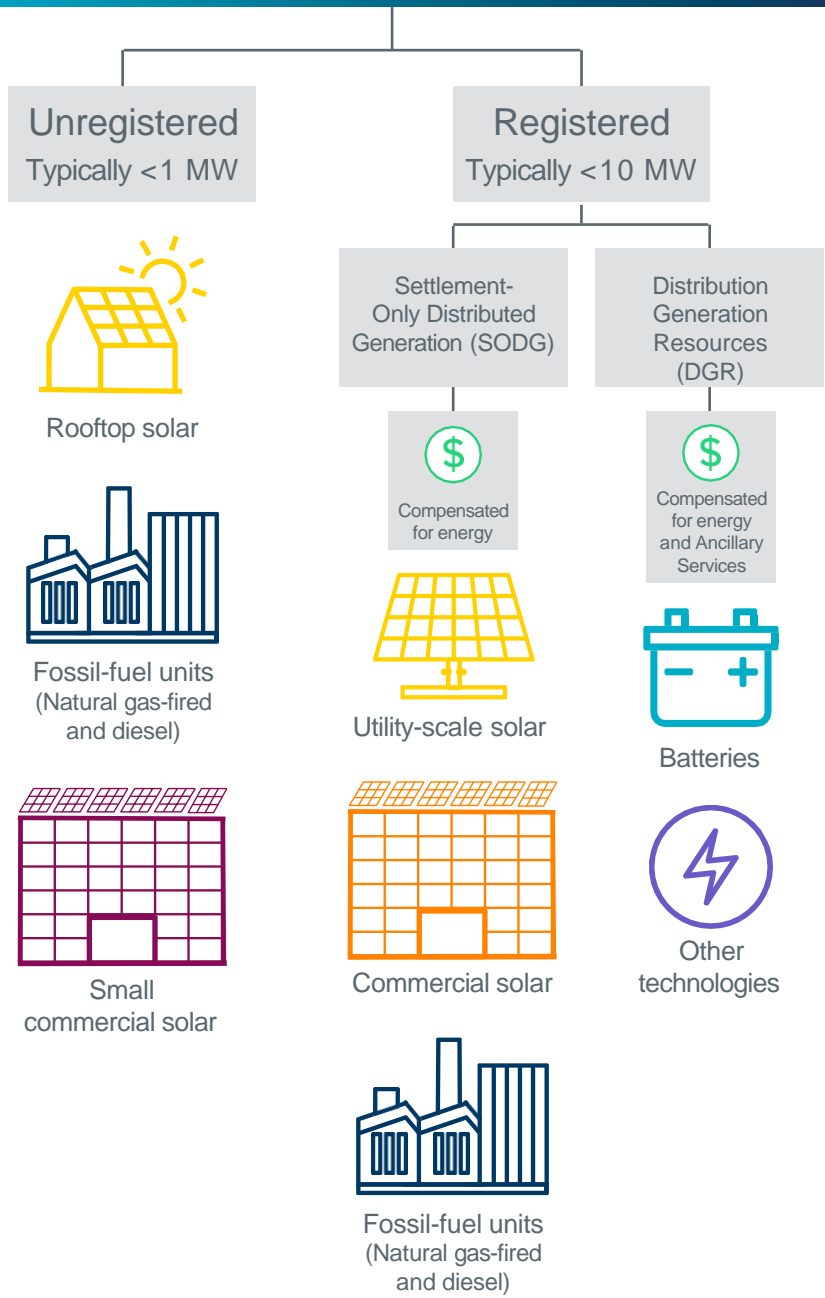 Unregistered
Typically <1 MW
Rooftop solar
Fossil-fuel units
(Natural gas-fired
and diesel)
Small
commercial solar
Registered
Typically <10 MW
Settlement-
Only Distributed
Generation (SODG)
$
Compensated
for energy
Utility-scale solar
Commercial solar
Fossil-fuel units
(Natural gas-fired
and diesel)
Distribution
Generation
Resources
(DGR)
$
Compensated
for energy
and Ancillary
Services
Batteries
Other
technologies